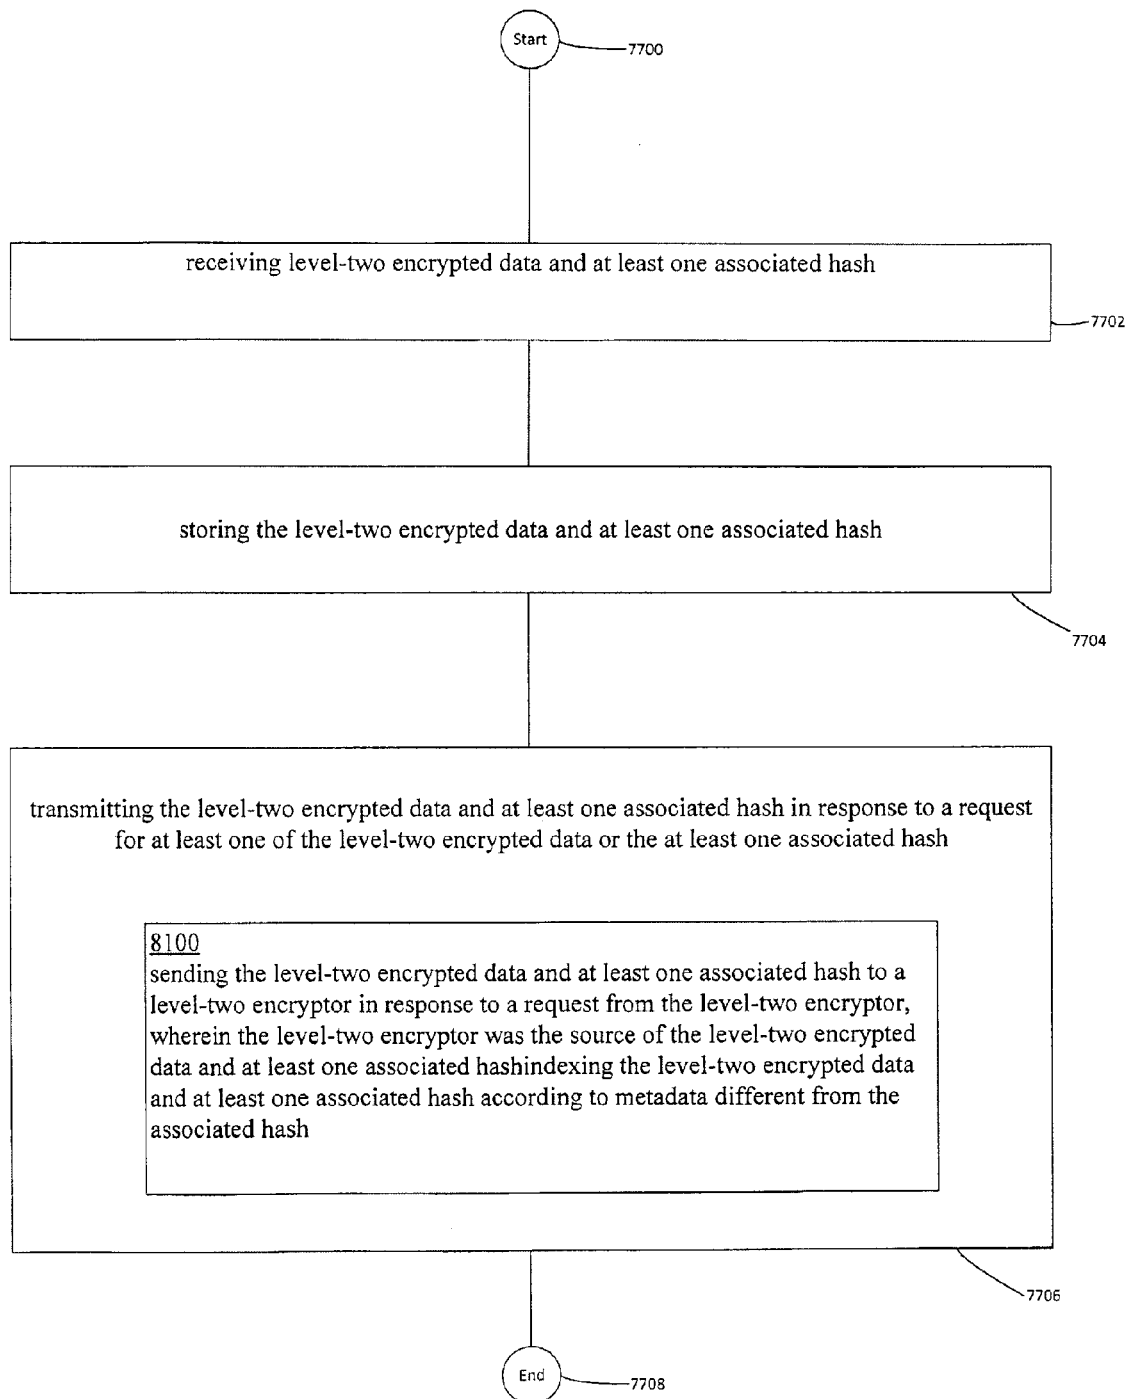 Start
7700
receiving level-two encrypted data and at least one associated hash
7702
storing the level-two encrypted data and at least one associated hash
7704
transmitting the level-two encrypted data and at least one associated hash in response to a request
for at least one of the level-two encrypted data or the at least one associated hash
8100
sending the level-two encrypted data and at least one associated hash to a
level-two encryptor in response to a request from the level-two encryptor,
wherein the level-two encryptor was the source of the level-two encrypted
data and at least one associated hashindexing the level-two encrypted data
and at least one associated hash according to metadata different from the
associated hash
7706
End
7708